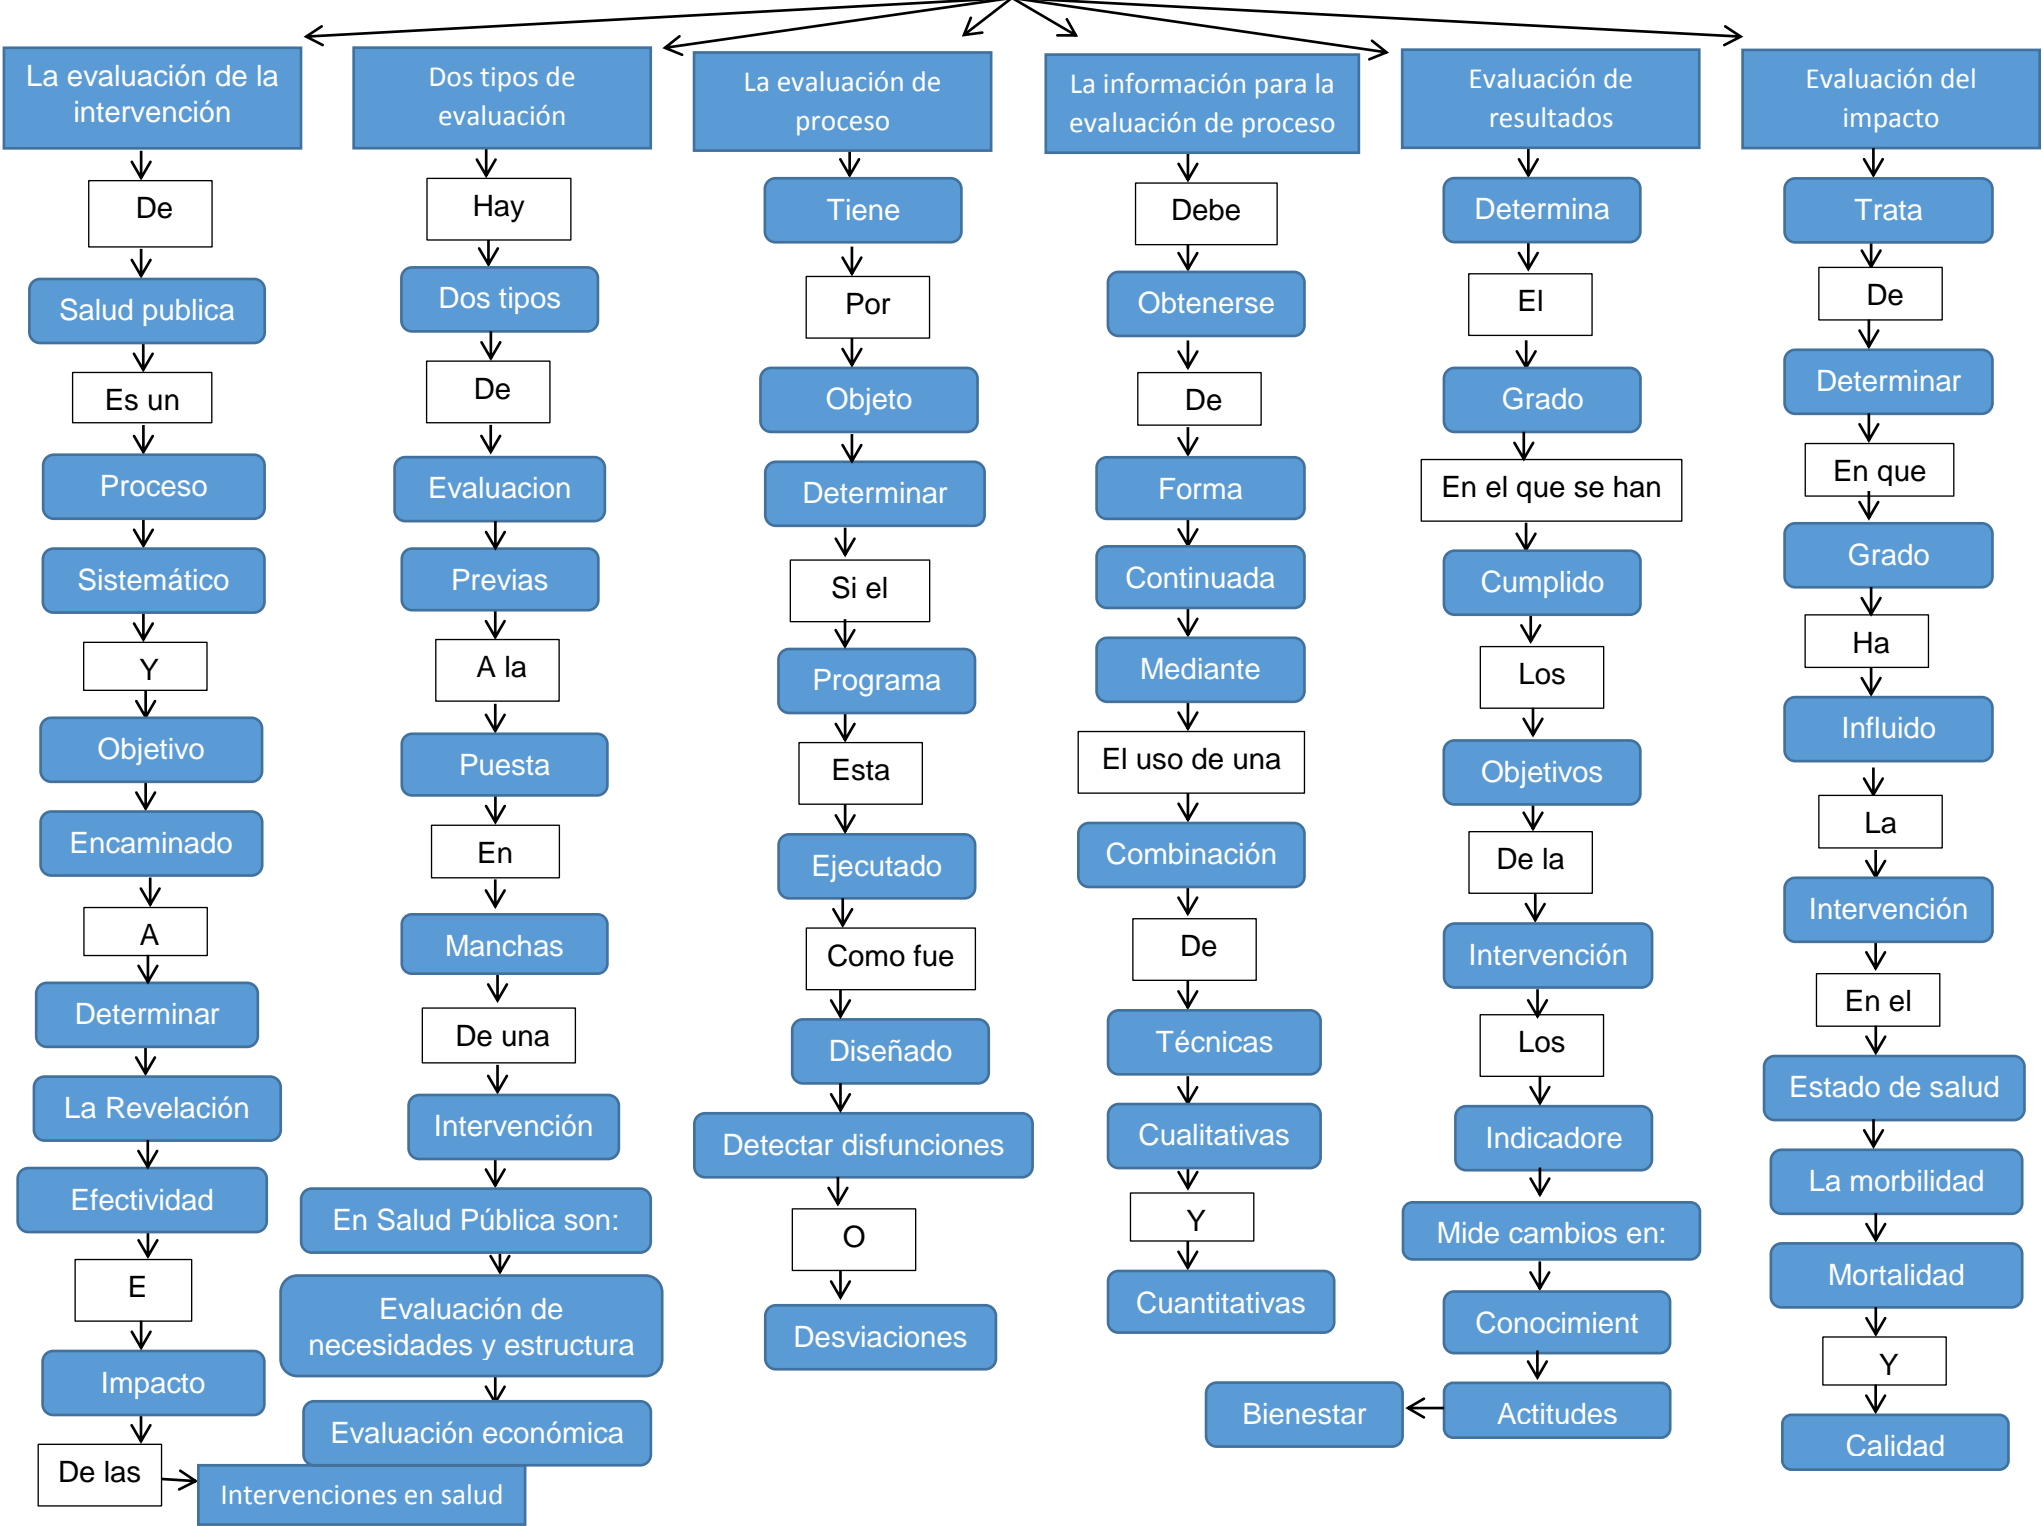 La evaluación de la
intervención
De
Salud publica
Es un
Proceso
Sistemático
Y
Objetivo
Encaminado
A
Determinar
La Revelación
Efectividad
E
Impacto
De las
Intervenciones en salud
Dos tipos de
evaluación
Hay
Dos tipos
De
Evaluacion
Previas
A la
Puesta
En
Manchas
De una
Intervención
En Salud Pública son:
Evaluación de
necesidades y estructura
Evaluación económica
La evaluación de
proceso
Tiene
Por
Objeto
Determinar
Si el
Programa
Esta
Ejecutado
Como fue
Diseñado
Detectar disfunciones
O
Desviaciones
La información para la
evaluación de proceso
Debe
Obtenerse
De
Forma
Continuada
Mediante
El uso de una
Combinación
De
Técnicas
Cualitativas
Y
Cuantitativas
Evaluación de
resultados
Determina
El
Grado
En el que se han
Cumplido
Los
Objetivos
De la
Intervención
Los
Indicadore
Mide cambios en:
Conocimient
Actitudes
Bienestar
Evaluación del
impacto
Trata
De
Determinar
En que
Grado
Ha
Influido
La
Intervención
En el
Estado de salud
La morbilidad
Mortalidad
Y
Calidad